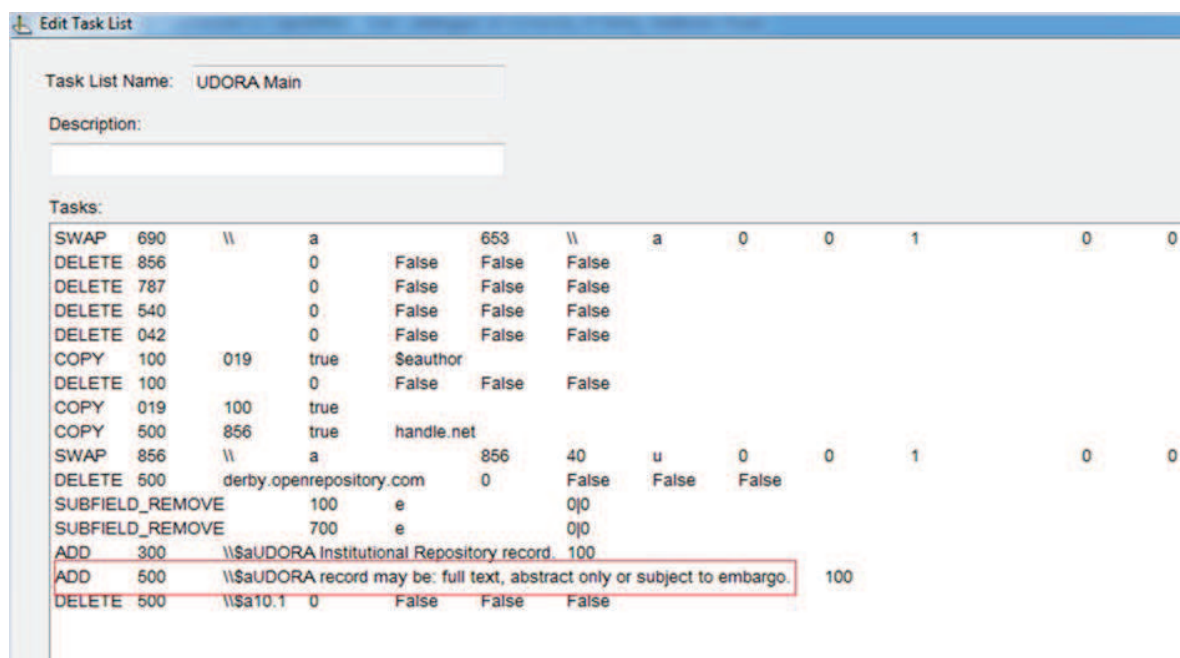 Edit Task List
Task List Name: UDORA Main
Description:
Tasks:
SWAP 690 \\ a 653 \\ a 0 0 1 0 0
DELETE 856 0 False False False
DELETE 787 0 False False False
DELETE 540 0 False False False
DELETE 042 0 False False False
COPY 100 019 true $eauthor
DELETE 100 0 False False False
COPY 019 100 true
COPY 500 856 true handle.net
SWAP 856 \\ a 856 40 u 0 0 1 0 0
DELETE 500 derby.openrepository.com 0 False False False
SUBFIELD_REMOVE 100 e 0|0
SUBFIELD_REMOVE 700 e 0|0
ADD 300 \\$aUDORA Institutional Repository record. 100
ADD 500 \\$aUDORA record may be: full text, abstract only or subject to embargo. 100
DELETE 500 \\$a10.1 0 False False False